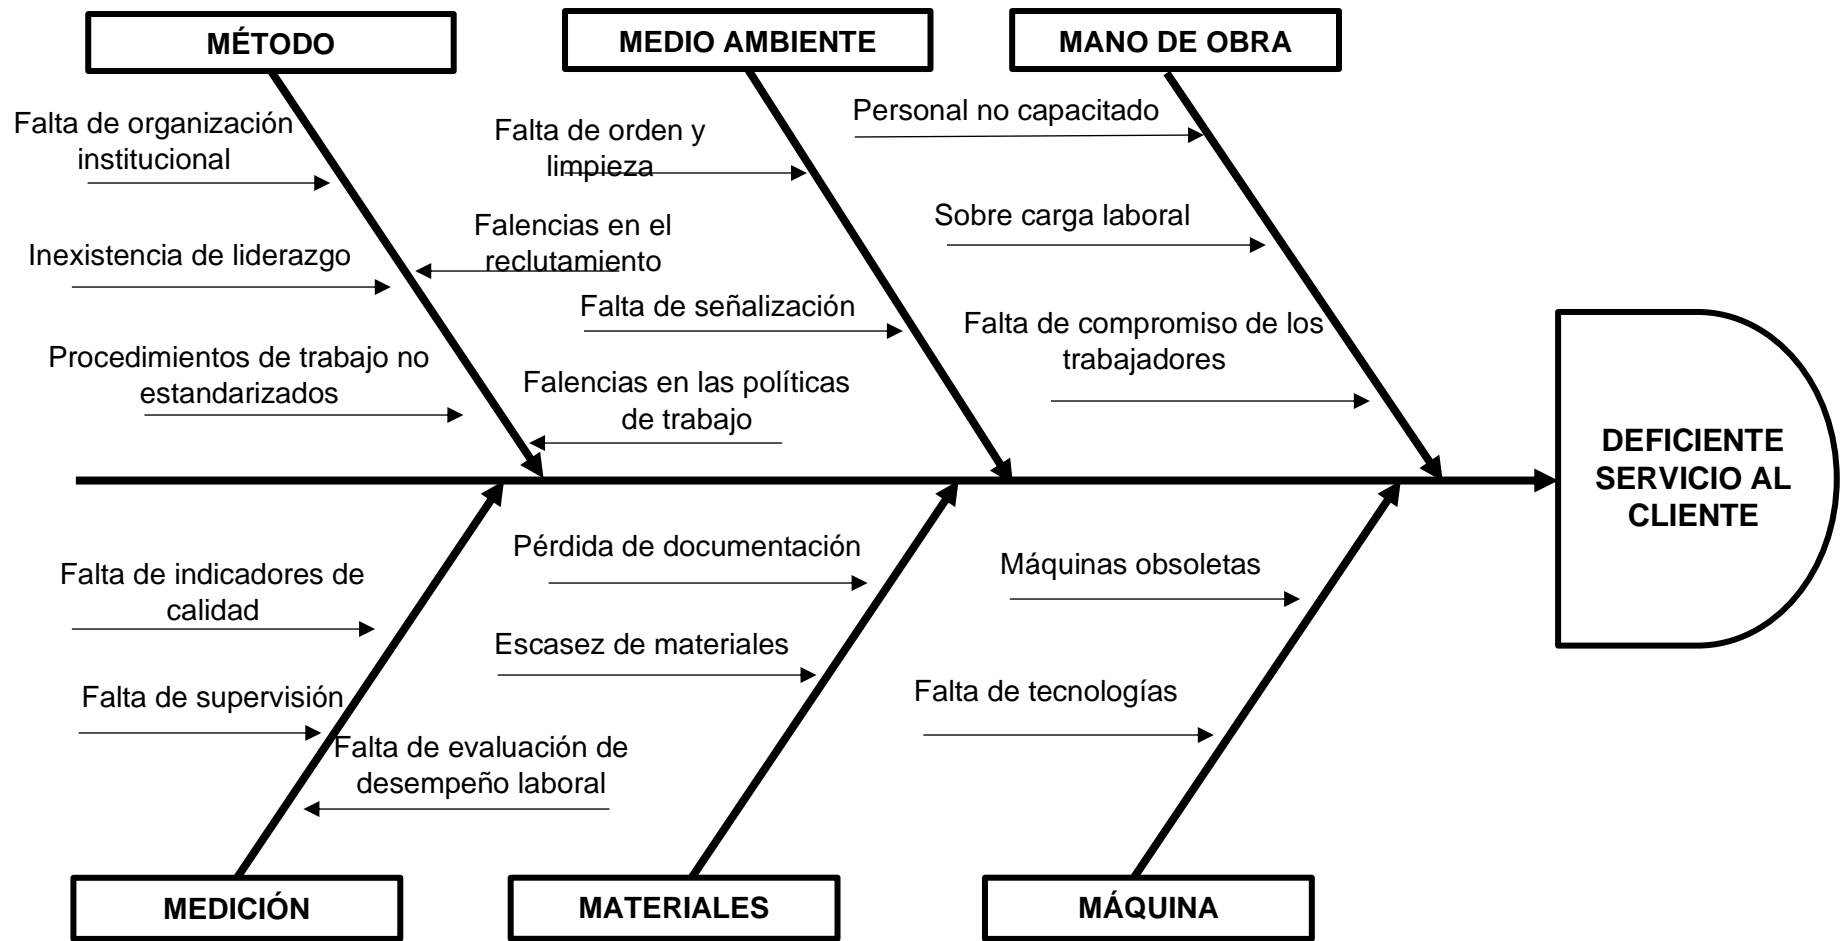 MÉTODO
MEDIO AMBIENTE
MANO DE OBRA
Falta de organización
institucional
Inexistencia de liderazgo
Procedimientos de trabajo no
estandarizados
Falencias en el
reclutamiento
Falencias en las políticas
de trabajo
Falta de orden y
limpieza
Falta de señalización
Personal no capacitado
Sobre carga laboral
Falta de compromiso de los
trabajadores
DEFICIENTE
SERVICIO AL
CLIENTE
Falta de indicadores de
calidad
Falta de supervisión
Falta de evaluación de
desempeño laboral
Pérdida de documentación
Escasez de materiales
Máquinas obsoletas
Falta de tecnologías
MEDICIÓN
MATERIALES
MÁQUINA